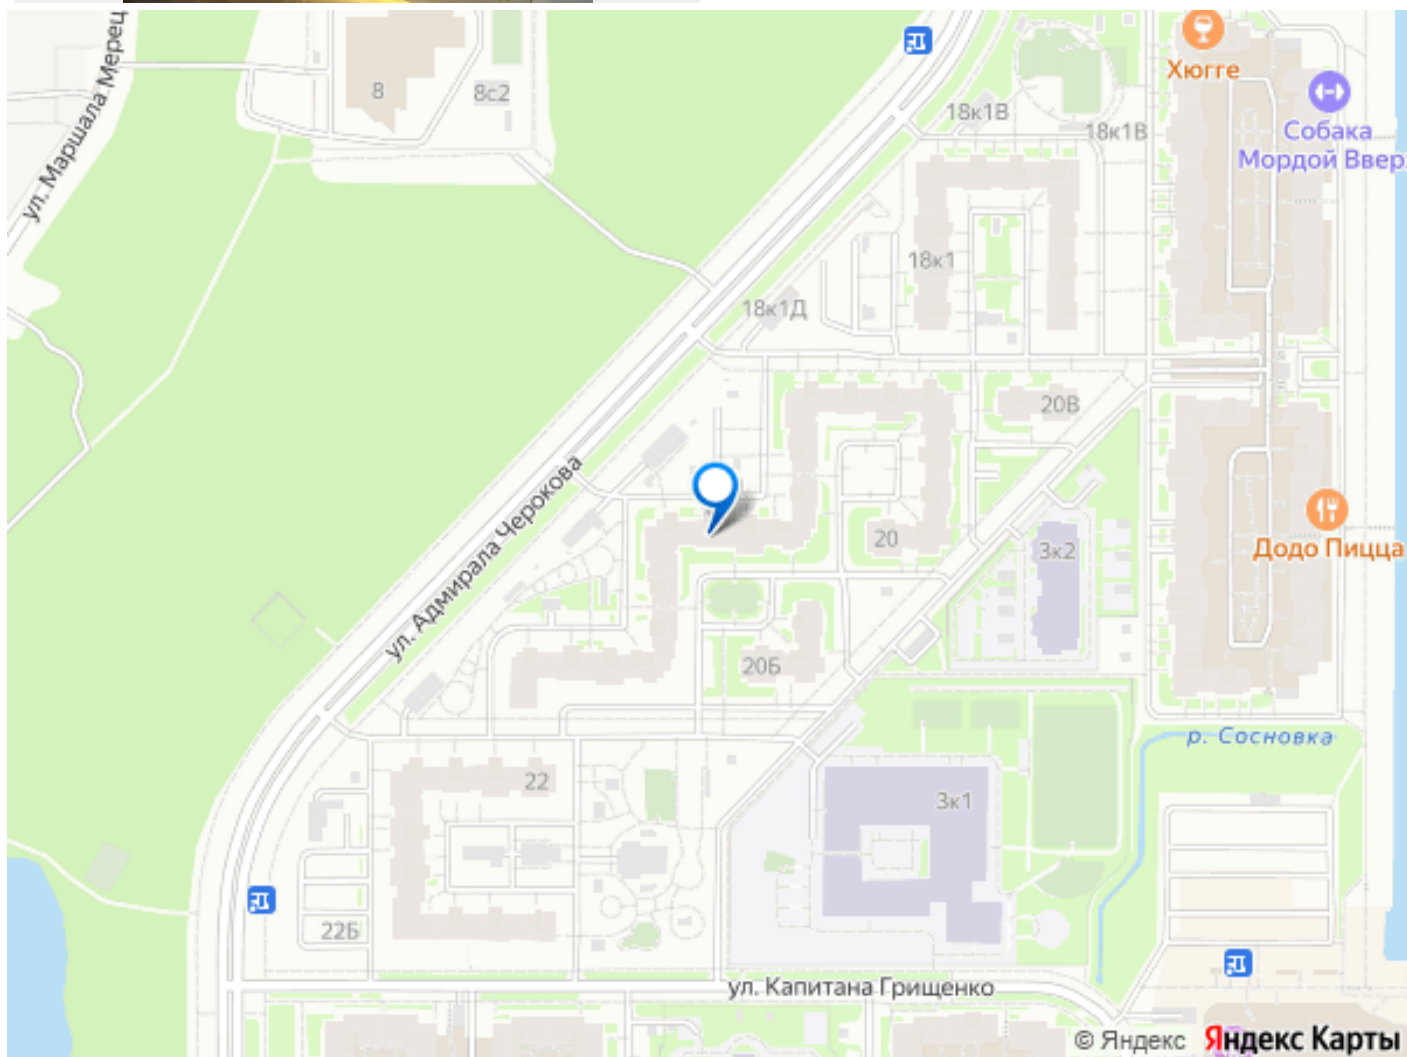 ул. Маршала Мерец
8
8с2
Хюгге
Собака
Мордой Вверх
18к1В
18к1В
18к1
18к1Д
20В
ул. Адмирала Черокова
20
3к2
Додо Пицца
20Б
р. Сосновка
22
3к1
22Б
ул. Капитана Грищенко
© Яндекс Яндекс Карты